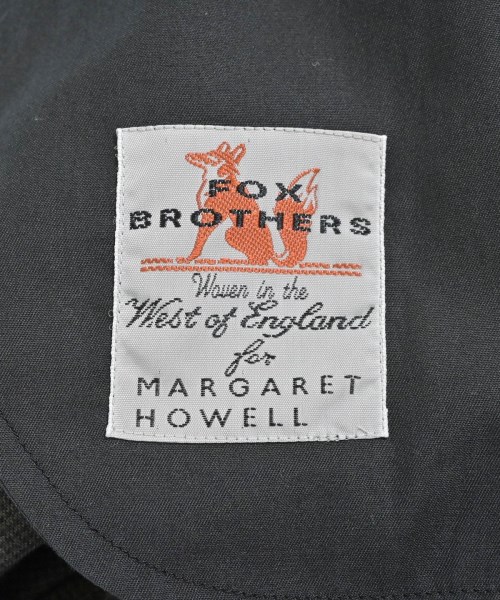 FOX
BROTHERS
Woven in the
West of England
for
MARGARET
HOWELL